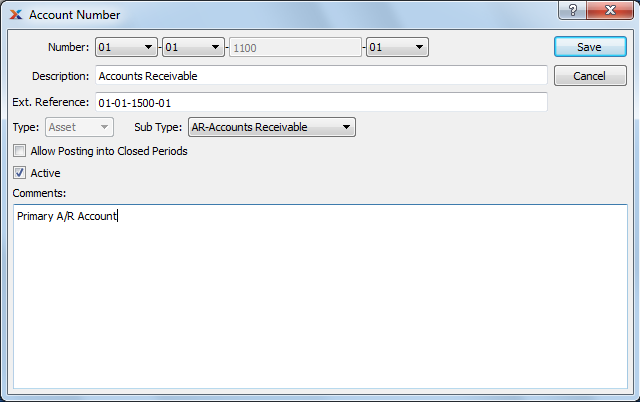 Account Number
Number: 01 - 01 - 1100 - 01 Save
Description: Accounts Receivable Cancel
Ext. Reference: 01-01-1500-01
Type: Asset Sub Type: AR-Accounts Receivable
Allow Posting into Closed Periods
Active
Comments:
Primary A/R Account